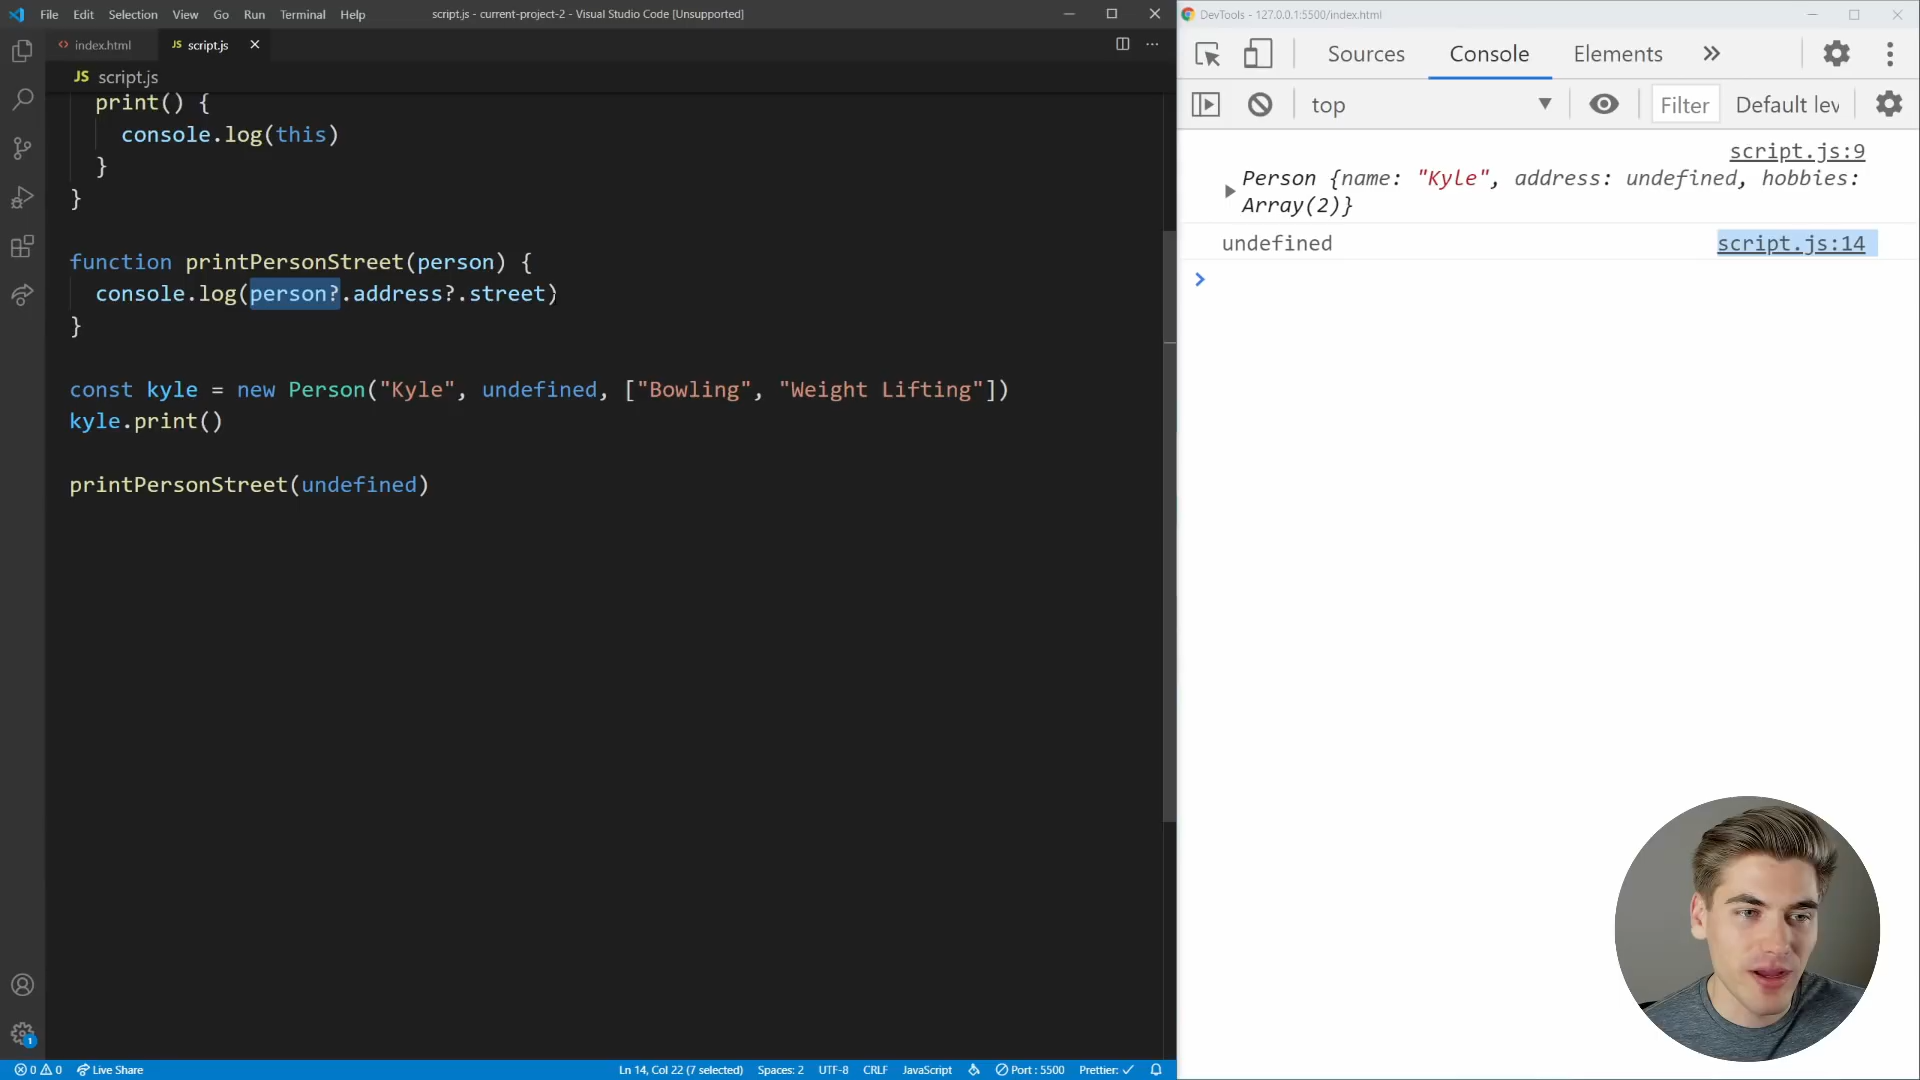 File Edit Selection View Go Run Terminal Help script.js - current-project-2 - Visual Studio Code [Unsupported]
index.html script.js
JS script.js
print() {
console.log(this)
}
}
function printPersonStreet(person) {
console.log(person?.address?.street)
}
const kyle = new Person("Kyle", undefined, ["Bowling", "Weight Lifting"])
kyle.print()
printPersonStreet(undefined)
1
0 0 Live Share Ln 14, Col 22 (7 selected) Spaces: 2 UTF-8 CRLF JavaScript Port : 5500 Prettier: ✓
DevTools - 127.0.0.1:5500/index.html
Sources Console Elements »
top Filter Default lev
script.js:9
Person {name: "Kyle", address: undefined, hobbies:
Array(2)}
undefined script.js:14